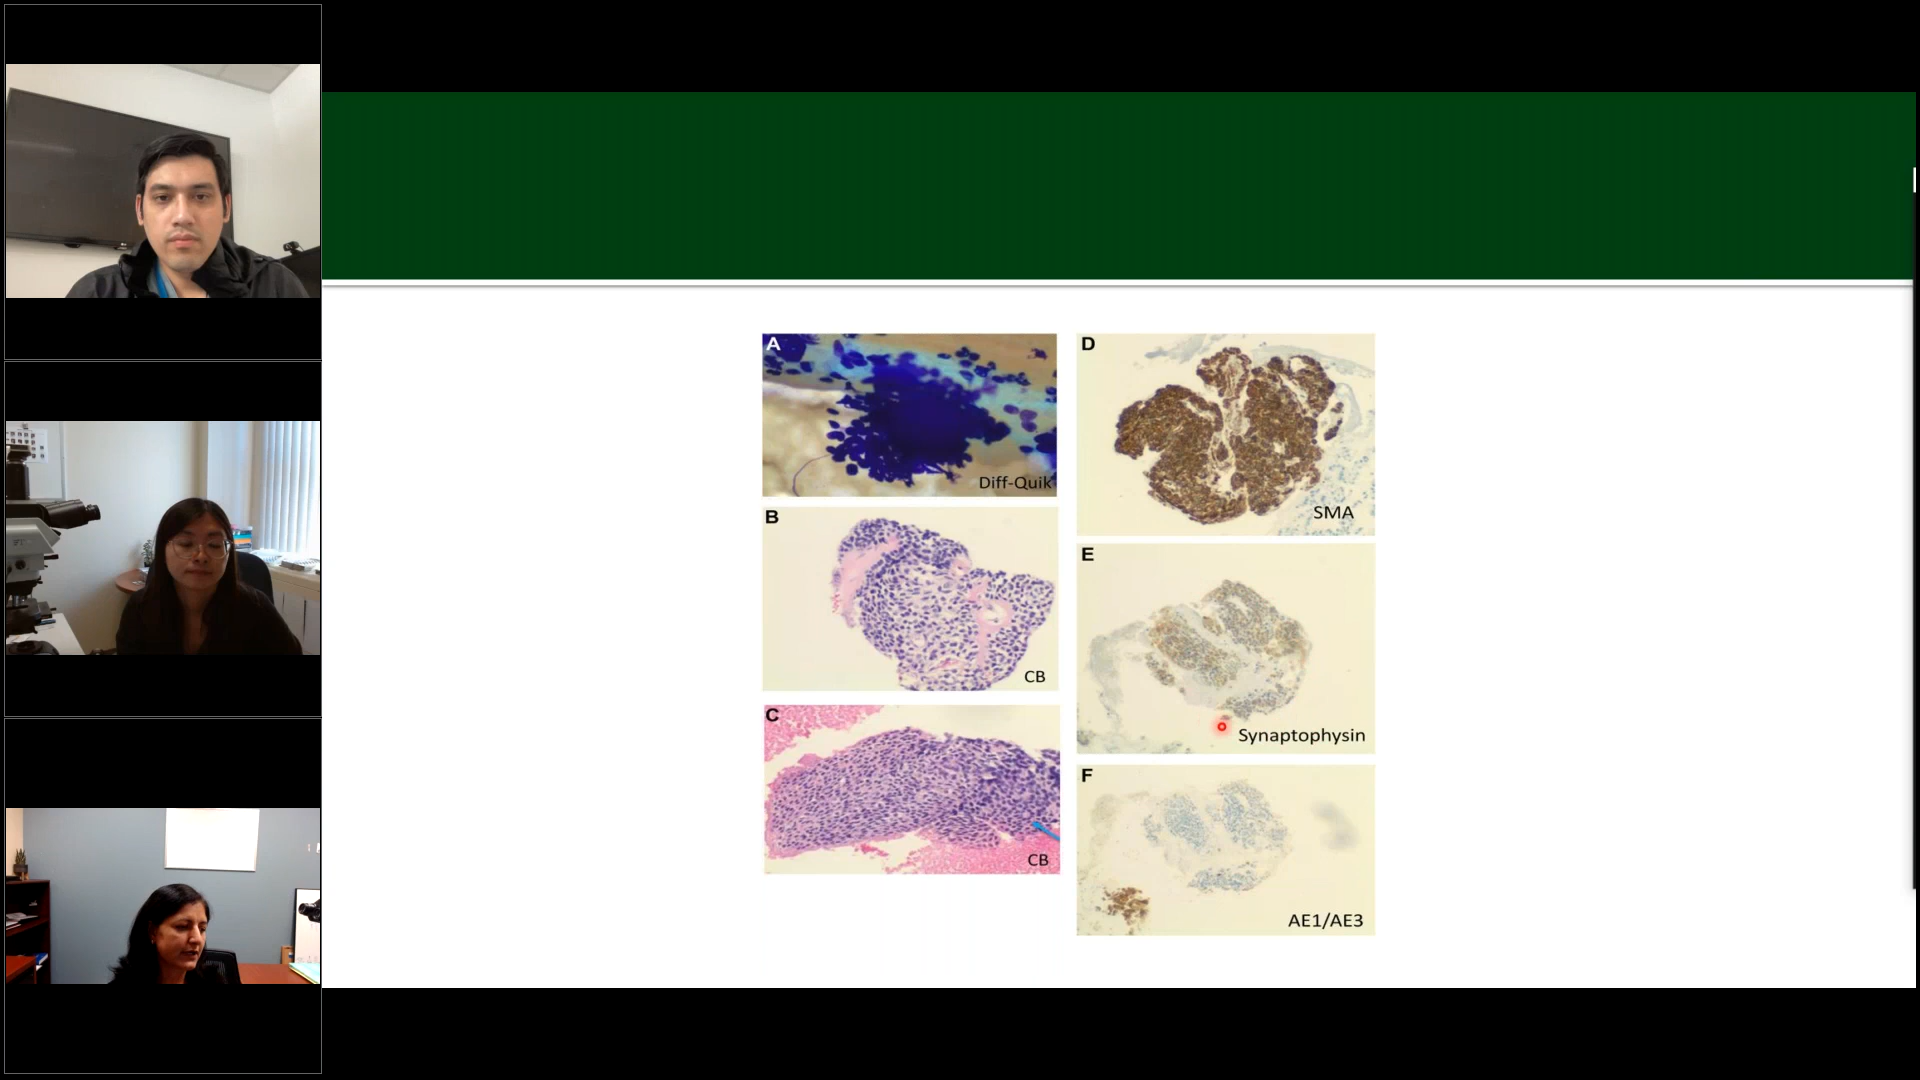 A
Diff-Quik
B
CB
C
CB
D
SMA
E
Synaptophysin
F
AE1/AE3